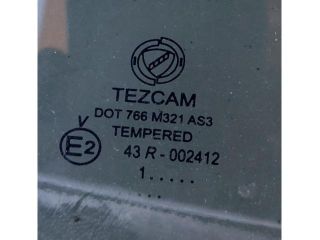 TEZCAM
DOT 766 M321 AS3
TEMPERED
V
E2
43 R - 002412
1.....
...